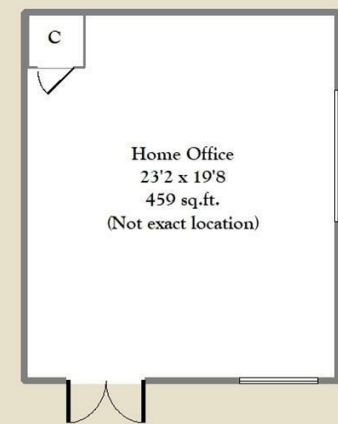 C
Home Office
23'2 x 19'8
459 sq.ft.
(Not exact location)